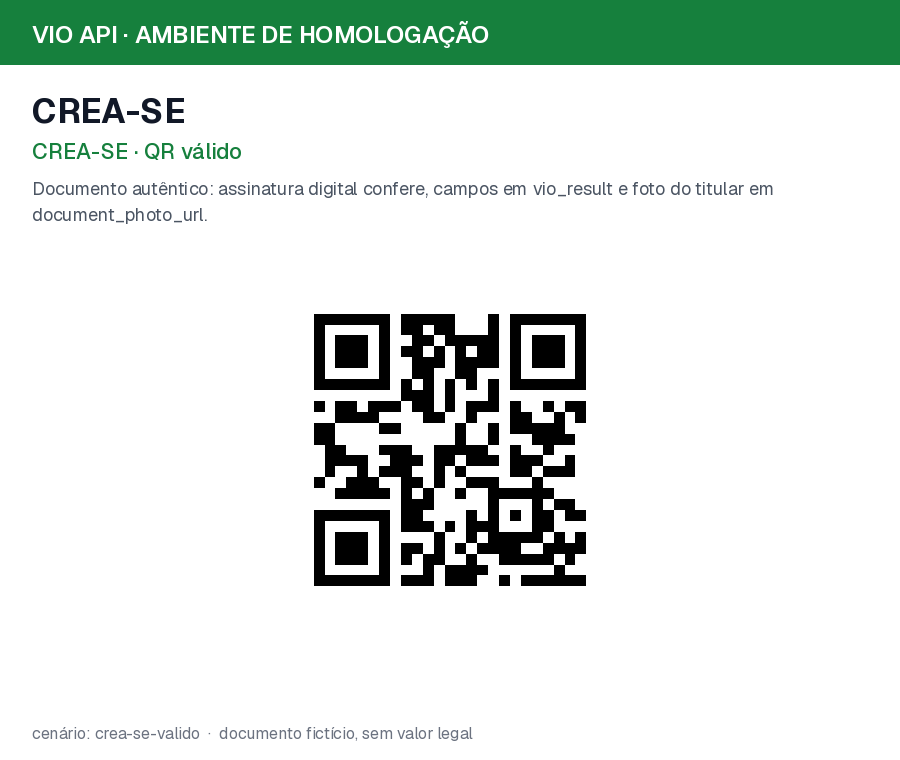 VIO API · AMBIENTE DE HOMOLOGAÇÃO
CREA-SE
CREA-SE · QR válido
Documento autêntico: assinatura digital confere, campos em vio_result e foto do titular em
document_photo_url.
cenário: crea-se-valido · documento fictício, sem valor legal